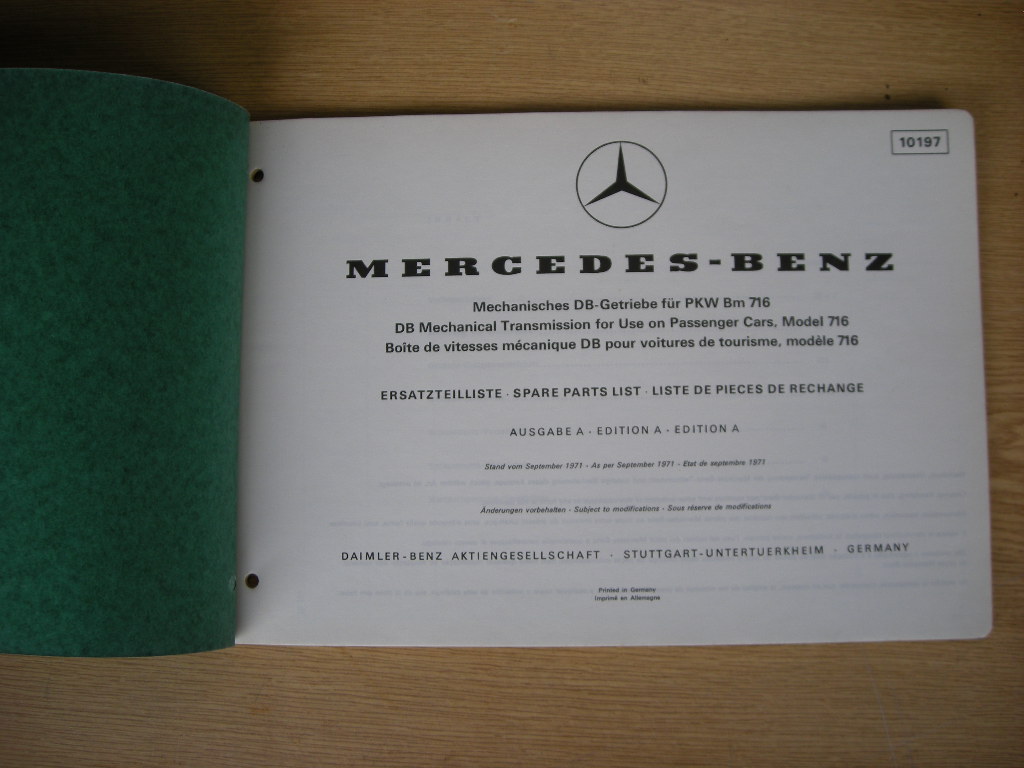 10197
MERCEDES-BENZ
Mechanisches DB-Getriebe für PKW Bm 716
DB Mechanical Transmission for Use on Passenger Cars, Model 716
Boîte de vitesses mécanique DB pour voitures de tourisme, modèle 716
ERSATZTEILLISTE · SPARE PARTS LIST · LISTE DE PIECES DE RECHANGE
AUSGABE A - EDITION A - EDITION A
Stand vom September 1971 - As per September 1971 - Etat de septembre 1971
Änderungen vorbehalten - Subject to modifications - Sous réserve de modifications
DAIMLER-BENZ AKTIENGESELLSCHAFT · STUTTGART-UNTERTUERKHEIM · GERMANY
Printed in Germany
Imprimé en Allemagne